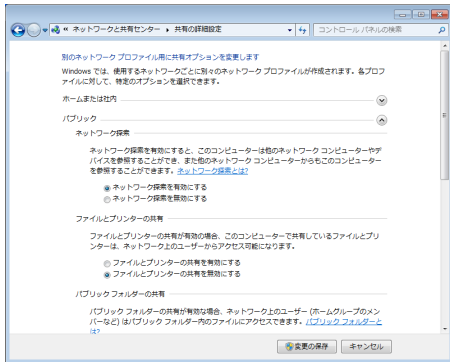 « ネットワークと共有センター ▸ 共有の詳細設定
コントロール パネルの検索
別のネットワーク プロファイル用に共有オプションを変更します
Windows では、使用するネットワークごとに別々のネットワーク プロファイルが作成されます。各プロフ
ァイルに対して、特定のオプションを選択できます。
ホームまたは社内
パブリック
ネットワーク探索
ネットワーク探索を有効にすると、このコンピューターは他のネットワーク コンピューターやデ
バイスを参照することができ、また他のネットワーク コンピューターからもこのコンピューター
を参照することができます。ネットワーク探索とは?
ネットワーク探索を有効にする
ネットワーク探索を無効にする
ファイルとプリンターの共有
ファイルとプリンターの共有が有効の場合、このコンピューターで共有しているファイルとプリ
ンターは、ネットワーク上のユーザーからアクセス可能になります。
ファイルとプリンターの共有を有効にする
ファイルとプリンターの共有を無効にする
パブリック フォルダーの共有
パブリック フォルダーの共有が有効な場合、ネットワーク上のユーザー (ホームグループのメン
バーなど) はパブリック フォルダー内のファイルにアクセスできます。パブリック フォルダーと
は?
変更の保存
キャンセル